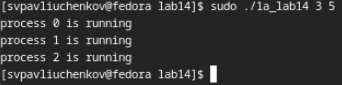 [svpavliuchenkov@fedora lab14]$ sudo ./1a_lab14 3 5
process 0 is running
process 1 is running
process 2 is running
[svpavliuchenkov@fedora lab14]$